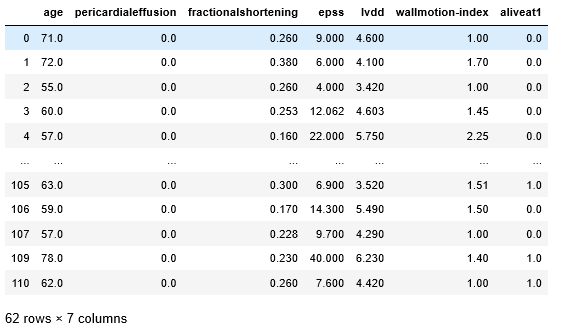 age pericardialeffusion fractionalshortening epss lvdd wallmotion-index aliveat1
0 71.0 0.0 0.260 9.000 4.600 1.00 0.0
1 72.0 0.0 0.380 6.000 4.100 1.70 0.0
2 55.0 0.0 0.260 4.000 3.420 1.00 0.0
3 60.0 0.0 0.253 12.062 4.603 1.45 0.0
4 57.0 0.0 0.160 22.000 5.750 2.25 0.0
... ... ... ... ... ... ... ...
105 63.0 0.0 0.300 6.900 3.520 1.51 1.0
106 59.0 0.0 0.170 14.300 5.490 1.50 0.0
107 57.0 0.0 0.228 9.700 4.290 1.00 0.0
109 78.0 0.0 0.230 40.000 6.230 1.40 1.0
110 62.0 0.0 0.260 7.600 4.420 1.00 1.0
62 rows × 7 columns